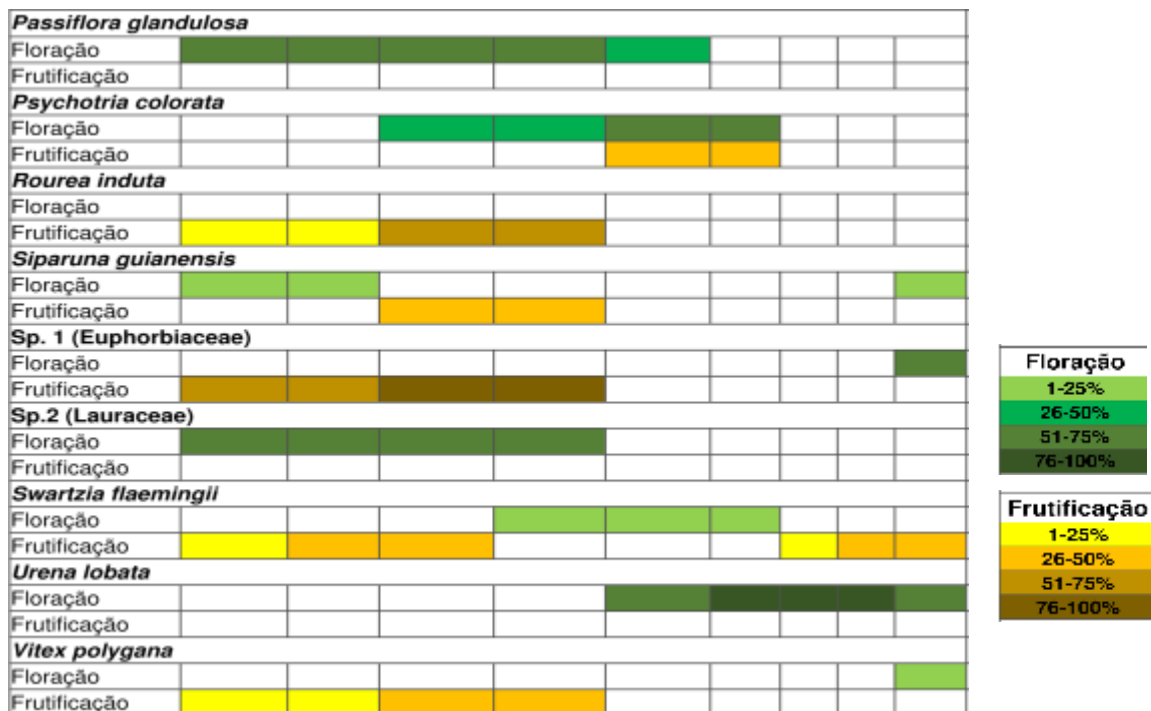 Passiflora glandulosa
Floração
Frutificação
Psychotria colorata
Floração
Frutificação
Rourea induta
Floração
Frutificação
Siparuna guianensis
Floração
Frutificação
Sp. 1 (Euphorbiaceae)
Floração
Frutificação
Sp.2 (Lauraceae)
Floração
Frutificação
Swartzia flaemingii
Floração
Frutificação
Urena lobata
Floração
Frutificação
Vitex polygana
Floração
Frutificação
Floração
1-25%
26-50%
51-75%
76-100%
Frutificação
1-25%
26-50%
51-75%
76-100%